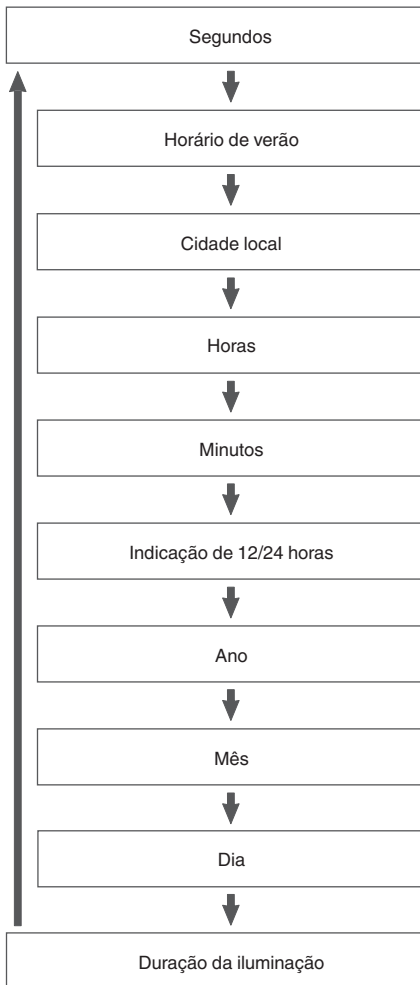 Segundos
Horário de verão
Cidade local
Horas
Minutos
Indicação de 12/24 horas
Ano
Mês
Dia
Duração da iluminação